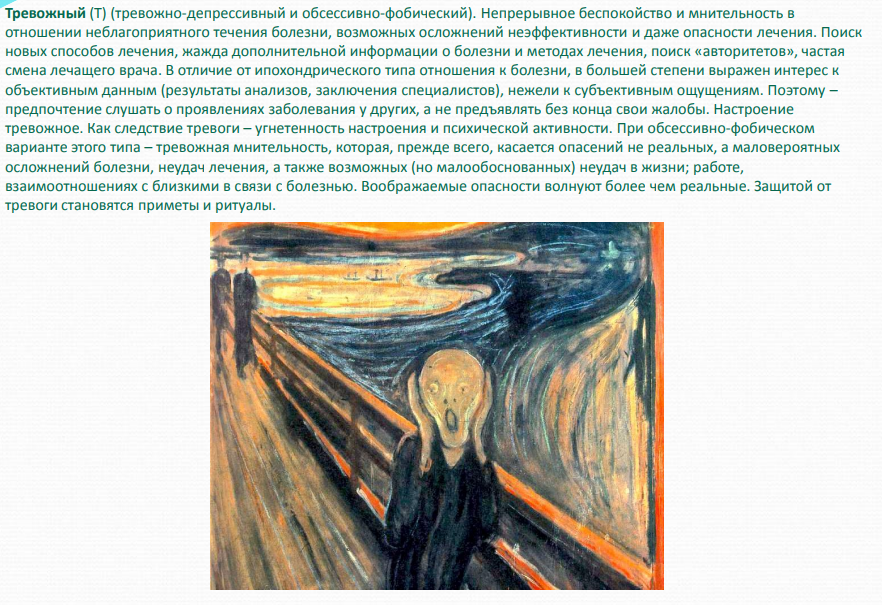 Тревожный (Т) (тревожно-депрессивный и обсессивно-фобический). Непрерывное беспокойство и мнительность в
отношении неблагоприятного течения болезни, возможных осложнений неэффективности и даже опасности лечения. Поиск
новых способов лечения, жажда дополнительной информации о болезни и методах лечения, поиск «авторитетов», частая
смена лечащего врача. В отличие от ипохондрического типа отношения к болезни, в большей степени выражен интерес к
объективным данным (результаты анализов, заключения специалистов), нежели к субъективным ощущениям. Поэтому –
предпочтение слушать о проявлениях заболевания у других, а не предъявлять без конца свои жалобы. Настроение
тревожное. Как следствие тревоги – угнетенность настроения и психической активности. При обсессивно-фобическом
варианте этого типа – тревожная мнительность, которая, прежде всего, касается опасений не реальных, а маловероятных
осложнений болезни, неудач лечения, а также возможных (но малообоснованных) неудач в жизни; работе,
взаимоотношениях с близкими в связи с болезнью. Воображаемые опасности волнуют более чем реальные. Защитой от
тревоги становятся приметы и ритуалы.